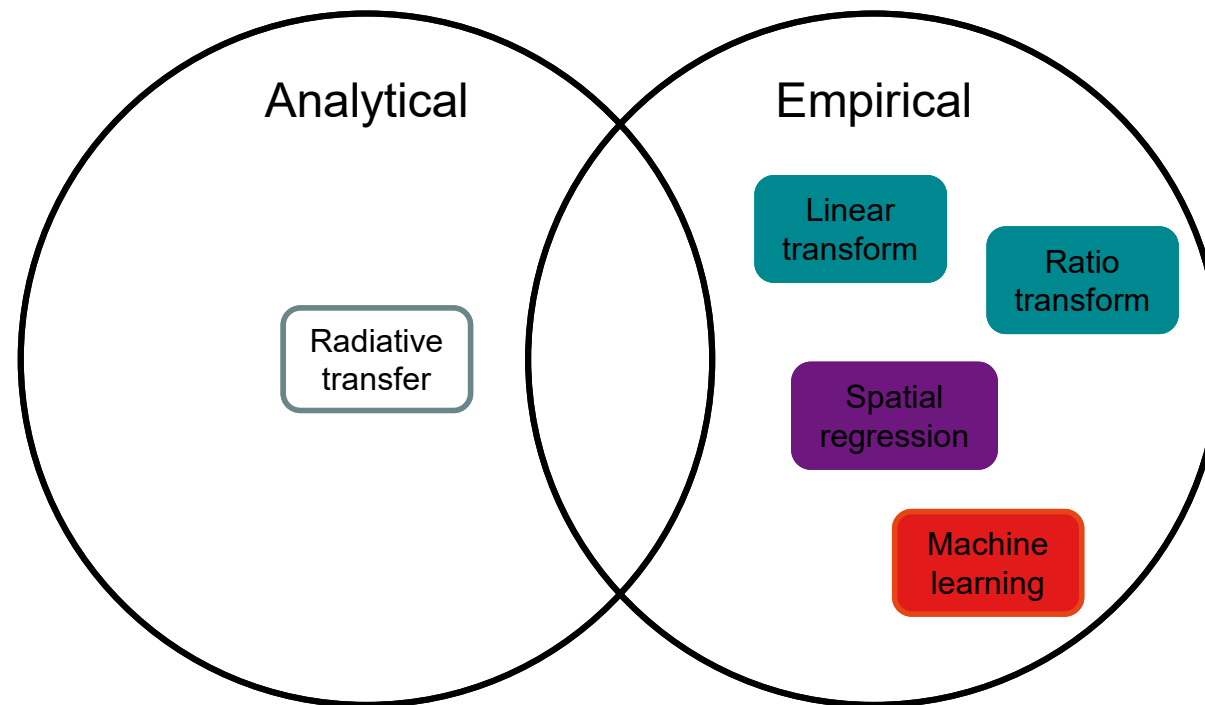 Analytical
Empirical
Linear
transform
Ratio
transform
Radiative
transfer
Spatial
regression
Machine
learning